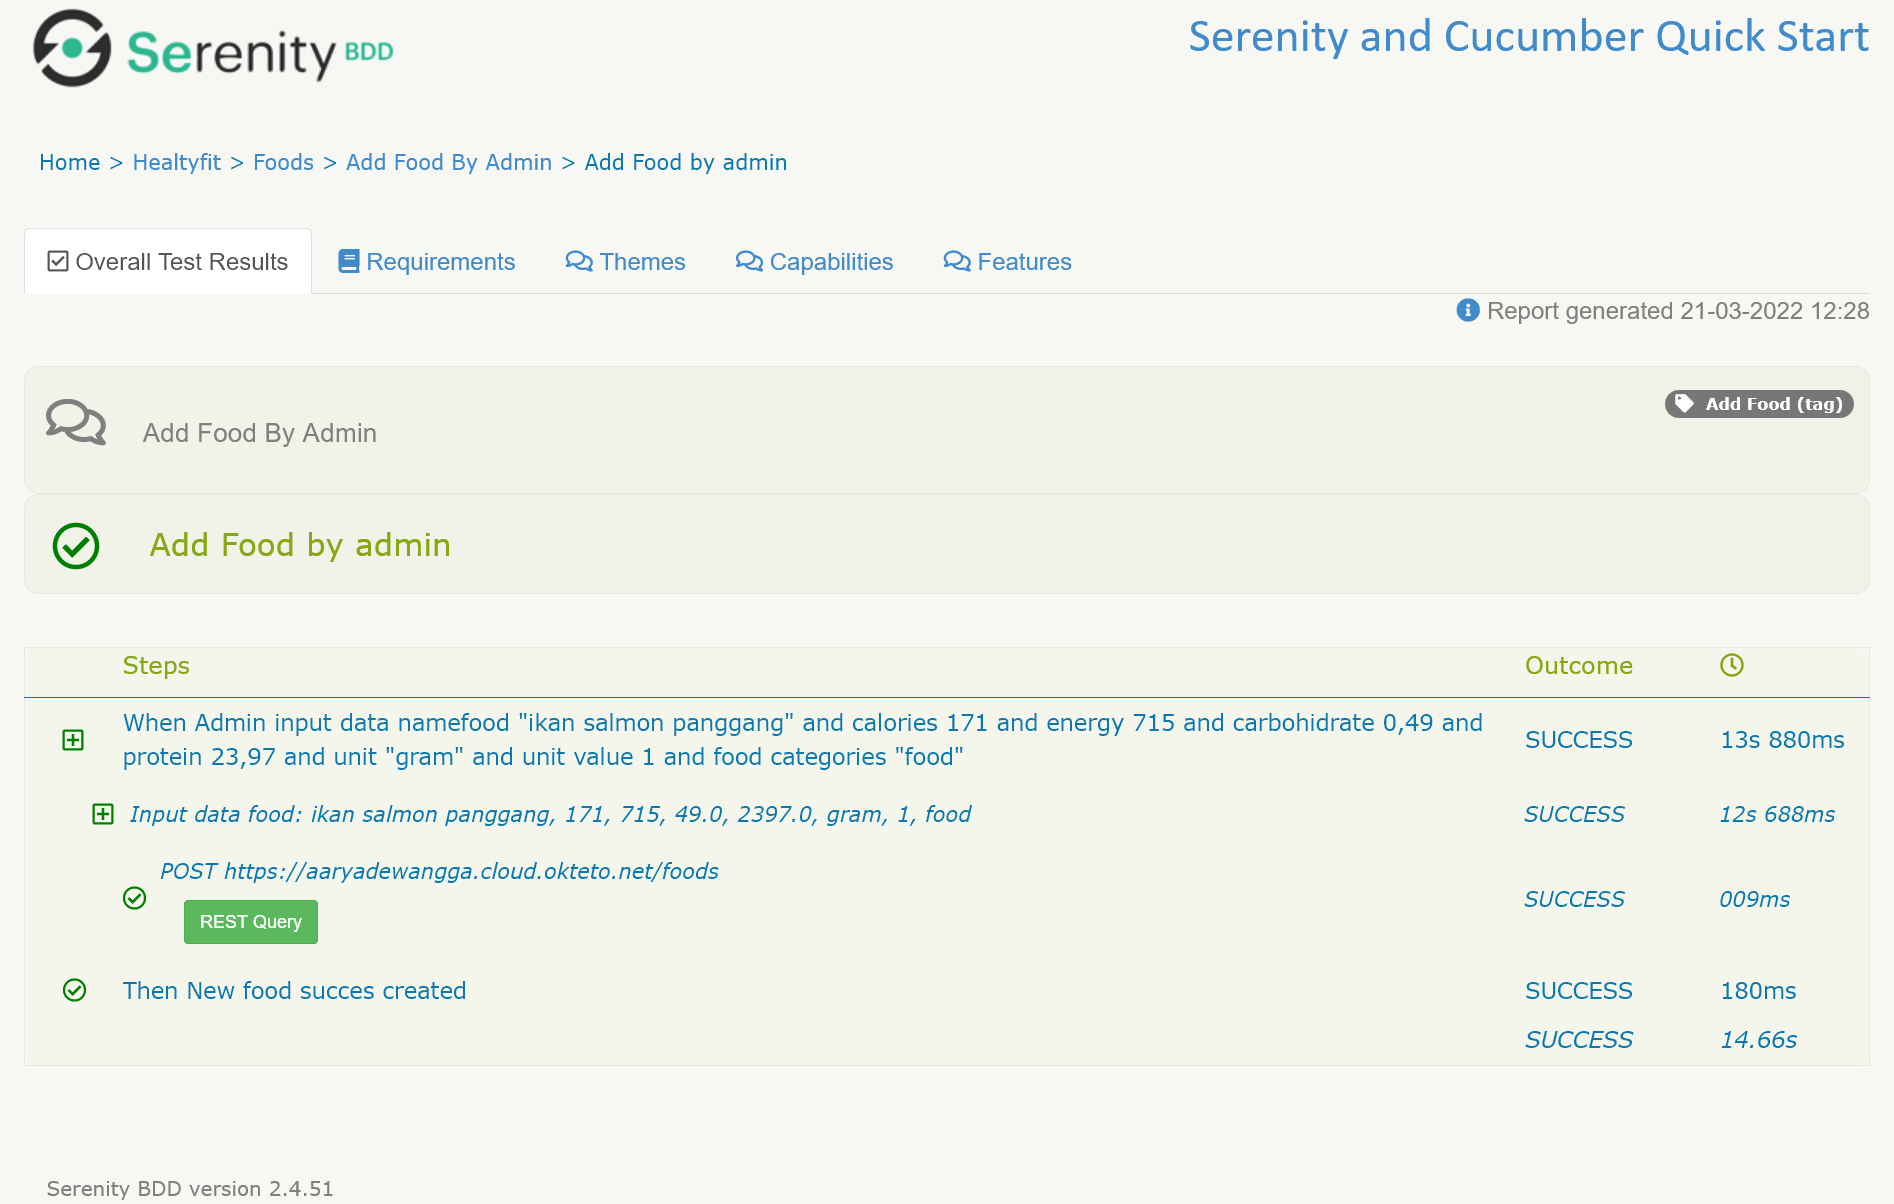 Serenity BDD
Serenity and Cucumber Quick Start
Home > Healtyfit > Foods > Add Food By Admin > Add Food by admin
Overall Test Results
Requirements
Themes
Capabilities
Features
Report generated 21-03-2022 12:28
Add Food By Admin
Add Food (tag)
Add Food by admin
Steps
Outcome
When Admin input data namefood "ikan salmon panggang" and calories 171 and energy 715 and carbohidrate 0,49 and
protein 23,97 and unit "gram" and unit value 1 and food categories "food"
SUCCESS
13s 880ms
Input data food: ikan salmon panggang, 171, 715, 49.0, 2397.0, gram, 1, food
SUCCESS
12s 688ms
POST https://aaryadewangga.cloud.okteto.net/foods
REST Query
SUCCESS
009ms
Then New food succes created
SUCCESS
180ms
SUCCESS
14.66s
Serenity BDD version 2.4.51